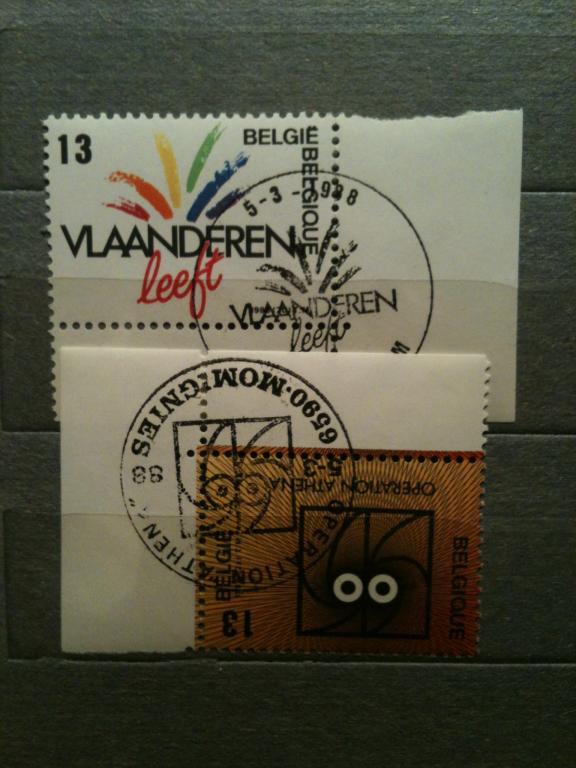 13
BELGIË
BELGIQUE
VLAANDEREN
leeft
5-3-1988
VLAANDEREN
leeft
6590·MOMIGNIES
5-3
88
OPERATION "ATHENA"
OPERATION ATHENA
BELGIË
BELGIQUE
13